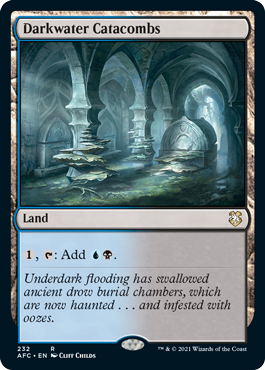 Darkwater Catacombs
Land
1, T: Add UB.
Underdark flooding has swallowed
ancient drow burial chambers, which
are now haunted . . . and infested with
oozes.
232 R
AFC • EN CLIFF CHILDS
™ & © 2021 Wizards of the Coast